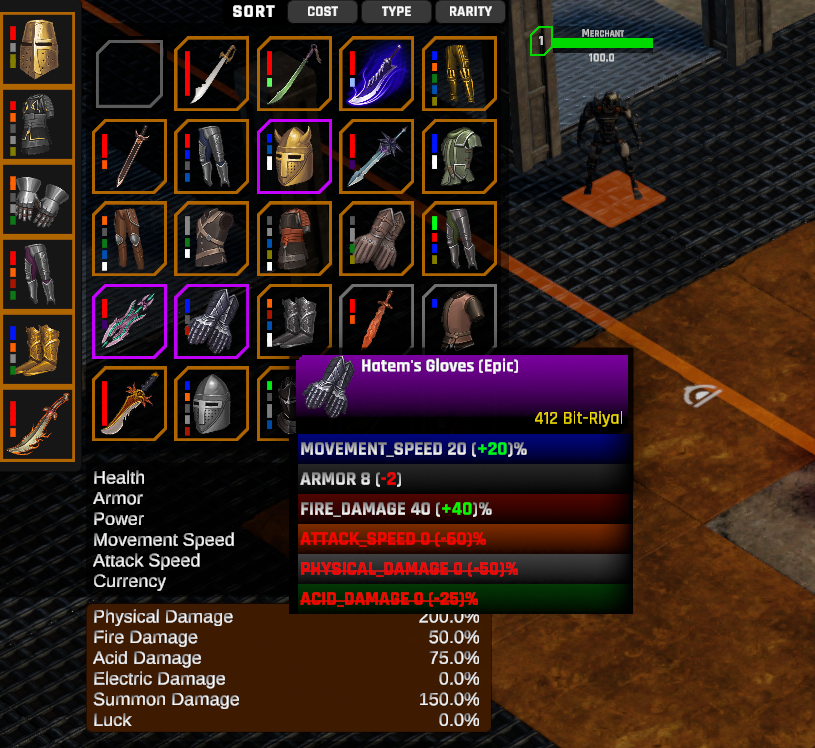 SORT COST TYPE RARITY
1 MERCHANT
100.0
Hatem's Gloves (Epic)
412 Bit-Riyal
MOVEMENT_SPEED 20 (+20)%
ARMOR 8 (-2)
FIRE_DAMAGE 40 (+40)%
ATTACK_SPEED 0 (-50)%
PHYSICAL_DAMAGE 0 (-50)%
ACID_DAMAGE 0 (-25)%
Health
Armor
Power
Movement Speed
Attack Speed
Currency
Physical Damage 200.0%
Fire Damage 50.0%
Acid Damage 75.0%
Electric Damage 0.0%
Summon Damage 150.0%
Luck 0.0%